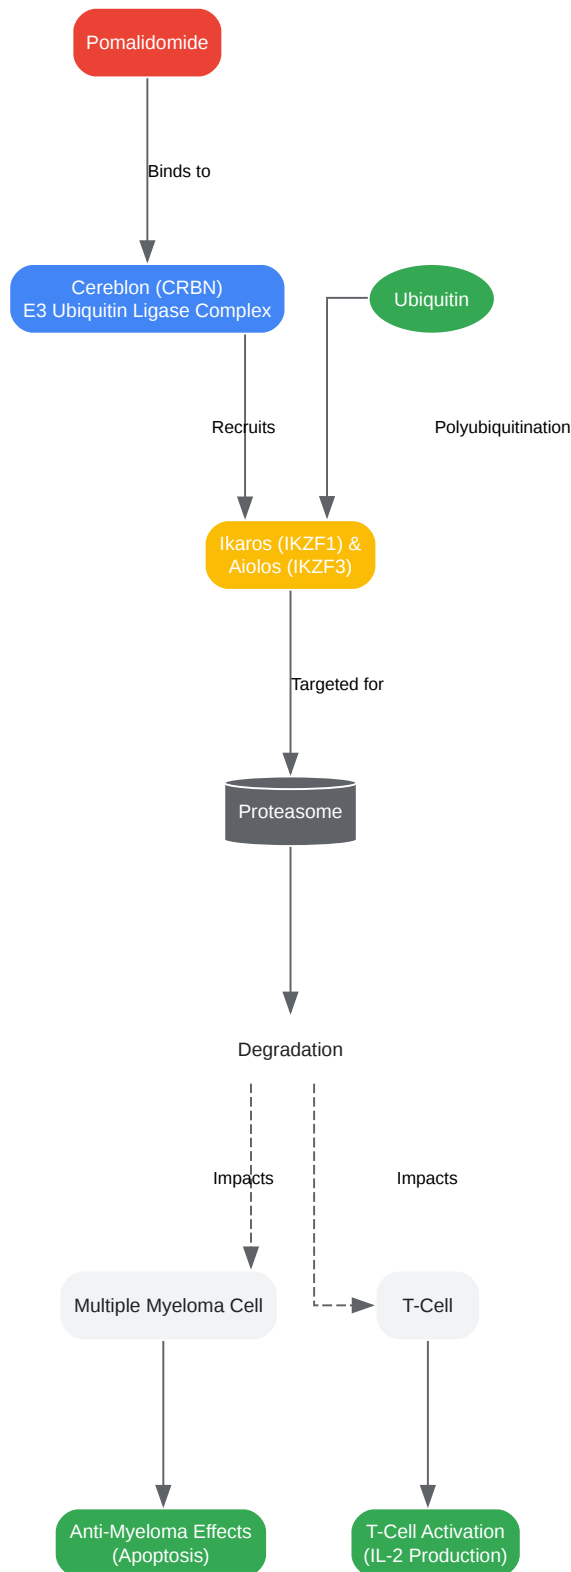 Pomalidomide
Binds to
Cereblon (CRBN)
E3 Ubiquitin Ligase Complex
Ubiquitin
Recruits
Polyubiquitination
Ikaros (IKZF1) &
Aiolos (IKZF3)
Targeted for
Proteasome
Degradation
Impacts
Impacts
Multiple Myeloma Cell
T-Cell
Anti-Myeloma Effects
(Apoptosis)
T-Cell Activation
(IL-2 Production)